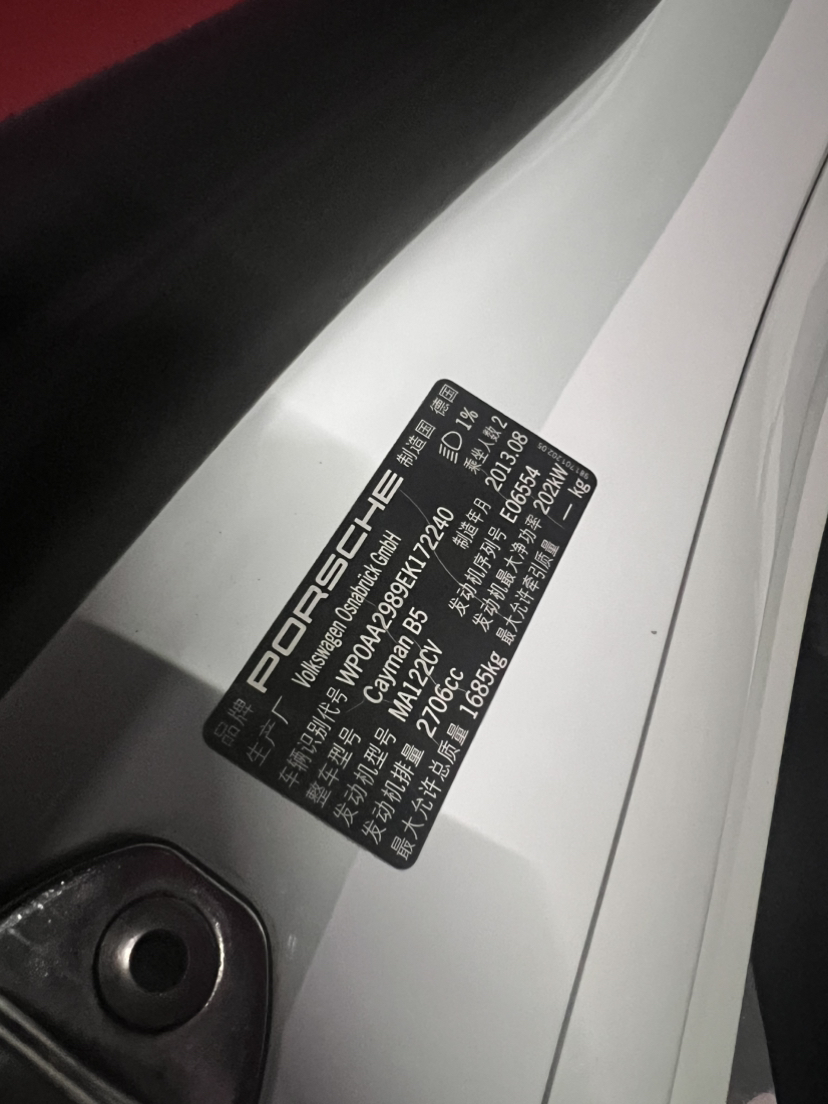 品牌 PORSCHE 制造国 德国
生产厂 Volkswagen Osnabrück GmbH 1%
车辆识别代号 WP0AA2989EK172240 乘坐人数 2
整车型号 Cayman B5 制造年月 2013.08
发动机型号 MA122CV 发动机序列号 E06554
发动机排量 2706cc 发动机最大净功率 202kW
最大允许总质量 1685kg 最大允许牵引质量 — kg
981.701.202.05